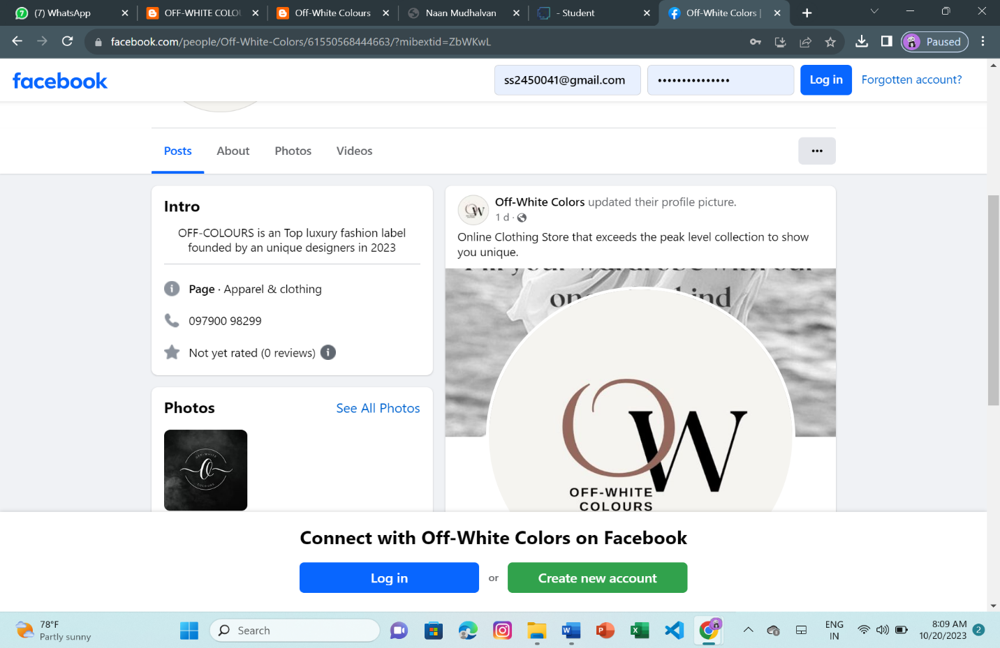 (7) WhatsApp
OFF-WHITE COLOU
Off-White Colours
Naan Mudhalvan
- Student
Off-White Colors |
facebook.com/people/Off-White-Colors/61550568444663/?mibextid=ZbWKwL
Paused
facebook
ss2450041@gmail.com
•••••••••••••••
Log in
Forgotten account?
Posts
About
Photos
Videos
Intro
OFF-COLOURS is an Top luxury fashion label
founded by an unique designers in 2023
Page · Apparel & clothing
097900 98299
Not yet rated (0 reviews)
Photos
See All Photos
OFF-WHITE
COLOURS
Off-White Colors updated their profile picture.
1 d ·
Online Clothing Store that exceeds the peak level collection to show
you unique.
OW
OFF-WHITE
COLOURS
Connect with Off-White Colors on Facebook
Log in
or
Create new account
78°F
Partly sunny
Search
ENG
IN
8:09 AM
10/20/2023
2